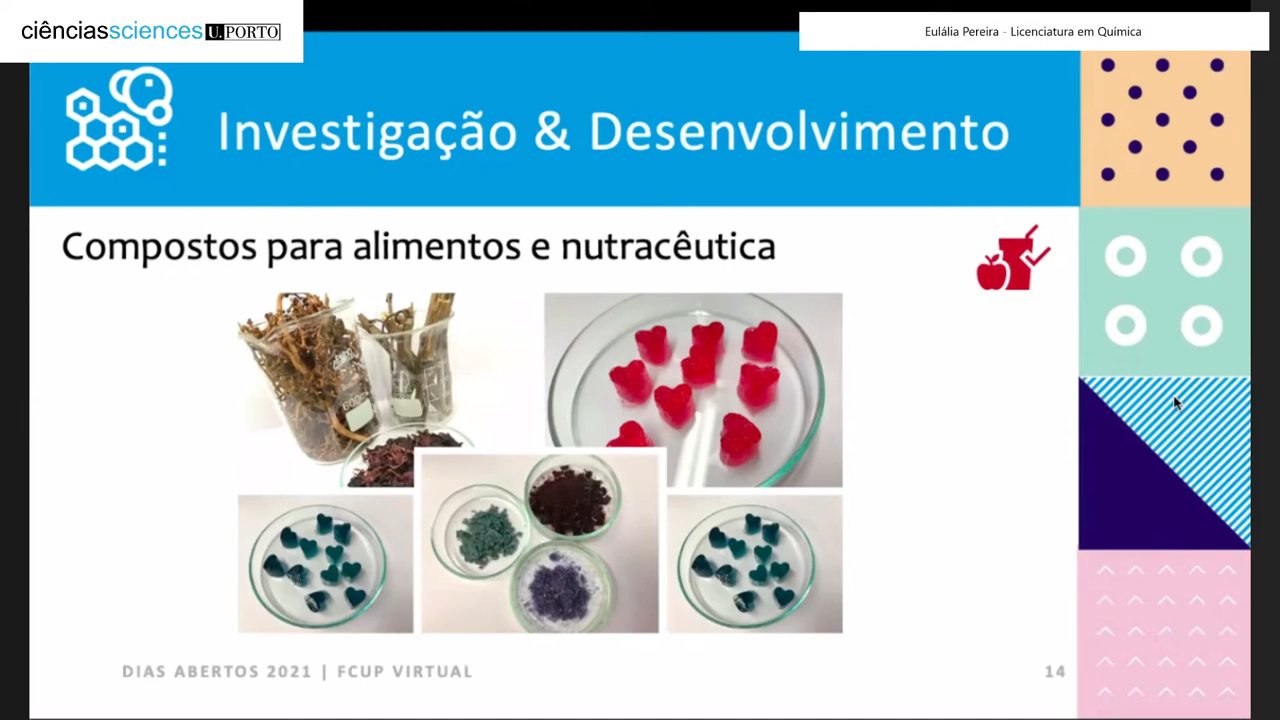 ciênciassciences U.PORTO
Eulália Pereira - Licenciatura em Química
Investigação & Desenvolvimento
Compostos para alimentos e nutracêutica
600
DIAS ABERTOS 2021 | FCUP VIRTUAL
14